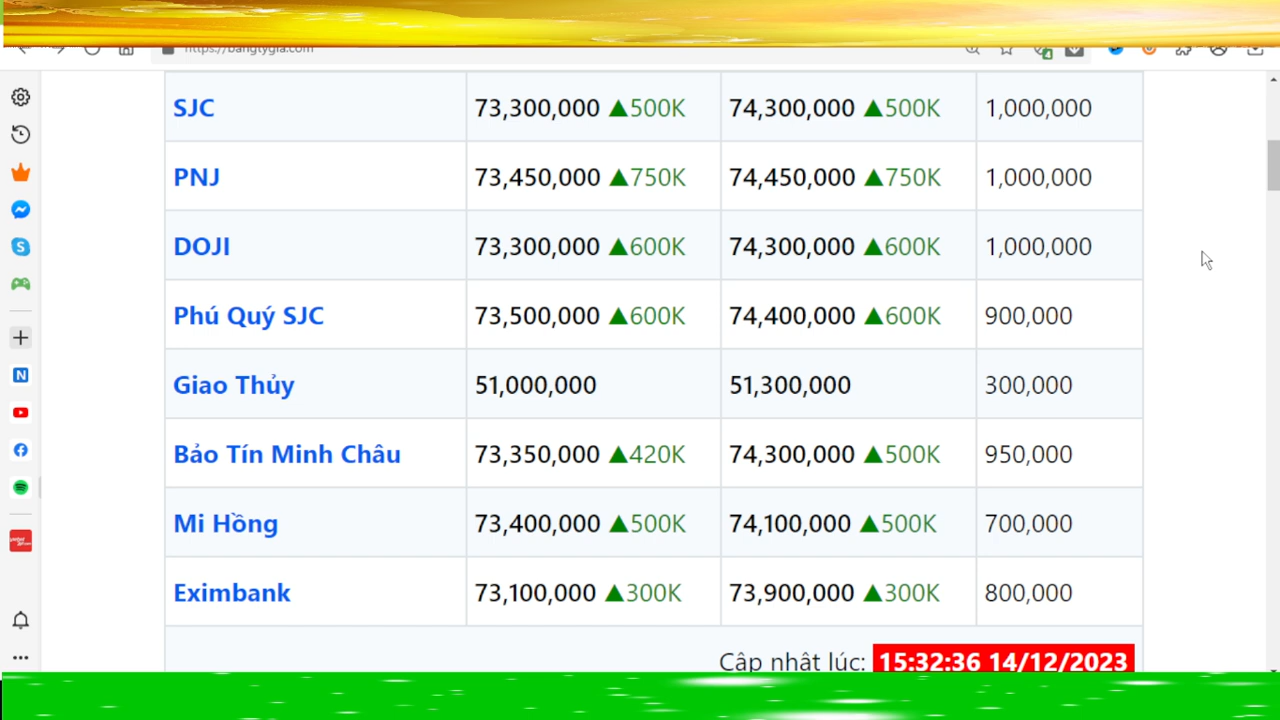 https://bangtygia.com
SJC 73,300,000 ▲500K 74,300,000 ▲500K 1,000,000
PNJ 73,450,000 ▲750K 74,450,000 ▲750K 1,000,000
DOJI 73,300,000 ▲600K 74,300,000 ▲600K 1,000,000
Phú Quý SJC 73,500,000 ▲600K 74,400,000 ▲600K 900,000
Giao Thủy 51,000,000 51,300,000 300,000
Bảo Tín Minh Châu 73,350,000 ▲420K 74,300,000 ▲500K 950,000
Mi Hồng 73,400,000 ▲500K 74,100,000 ▲500K 700,000
Eximbank 73,100,000 ▲300K 73,900,000 ▲300K 800,000
Cập nhật lúc: 15:32:36 14/12/2023